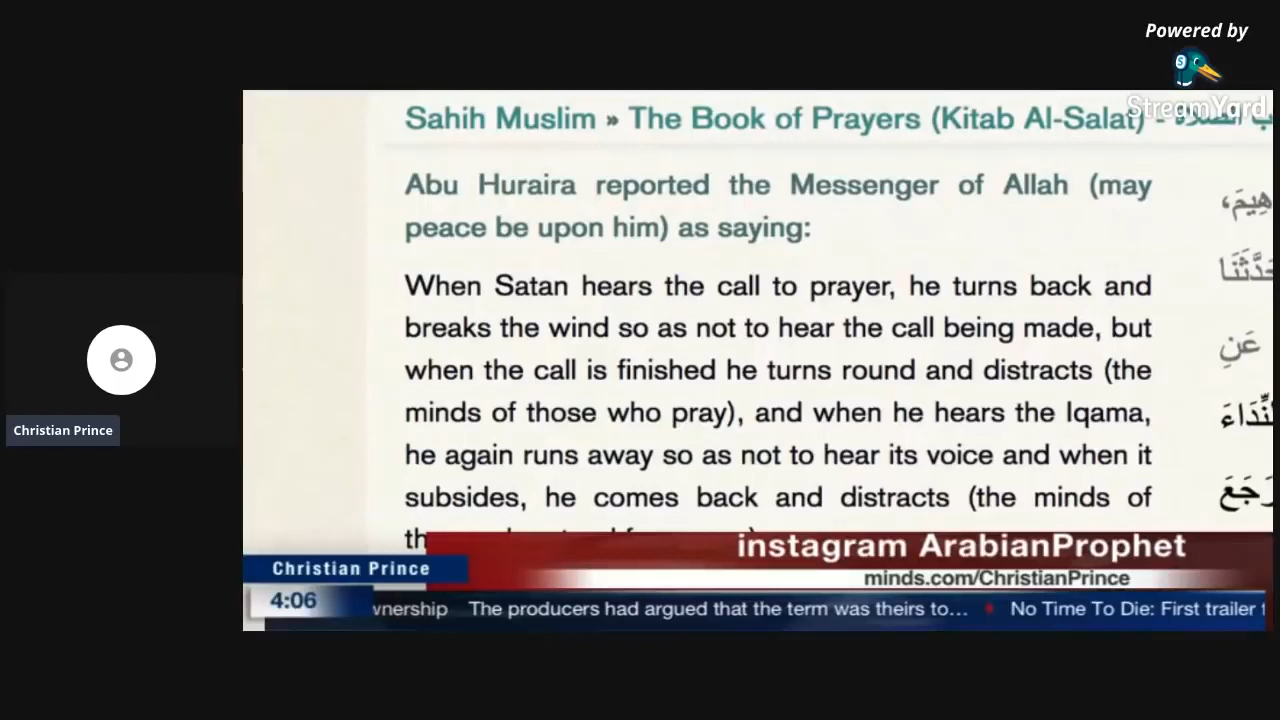 Powered by
StreamYard
Sahih Muslim » The Book of Prayers (Kitab Al-Salat) -
Abu Huraira reported the Messenger of Allah (may
peace be upon him) as saying:
When Satan hears the call to prayer, he turns back and
breaks the wind so as not to hear the call being made, but
when the call is finished he turns round and distracts (the
minds of those who pray), and when he hears the Iqama,
he again runs away so as not to hear its voice and when it
subsides, he comes back and distracts (the minds of
هِيمَ،
عَنِ
Christian Prince
instagram ArabianProphet
minds.com/ChristianPrince
Christian Prince
4:06
The producers had argued that the term was theirs to...
No Time To Die: First trailer